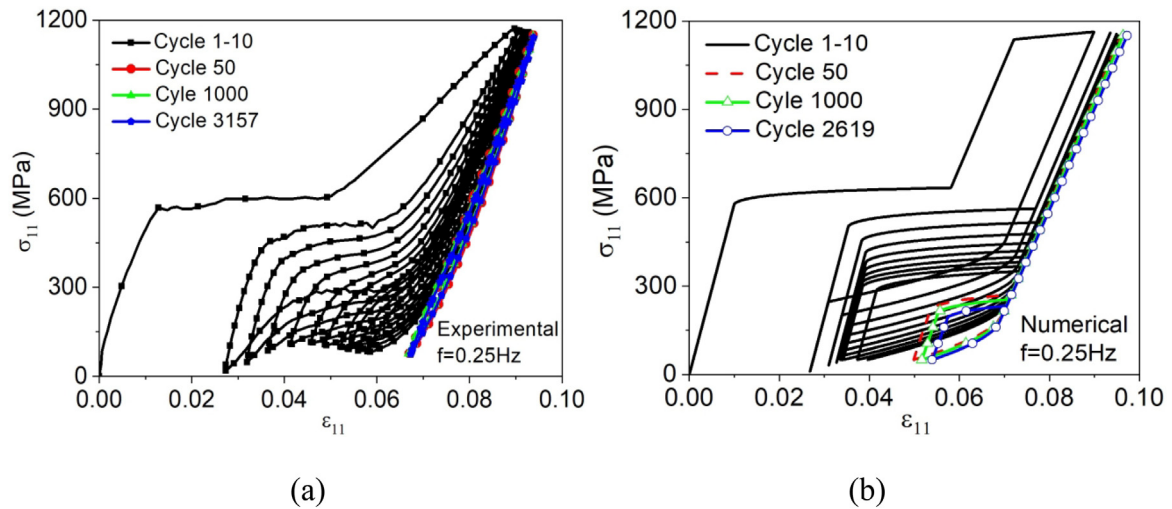 1200
900
600
300
0
σ11 (MPa)
0.00 0.02 0.04 0.06 0.08 0.10
ε11
Cycle 1-10
Cycle 50
Cyle 1000
Cycle 3157
Experimental
f=0.25Hz
(a)
1200
900
600
300
0
σ11 (MPa)
0.00 0.02 0.04 0.06 0.08 0.10
ε11
Cycle 1-10
Cycle 50
Cyle 1000
Cycle 2619
Numerical
f=0.25Hz
(b)